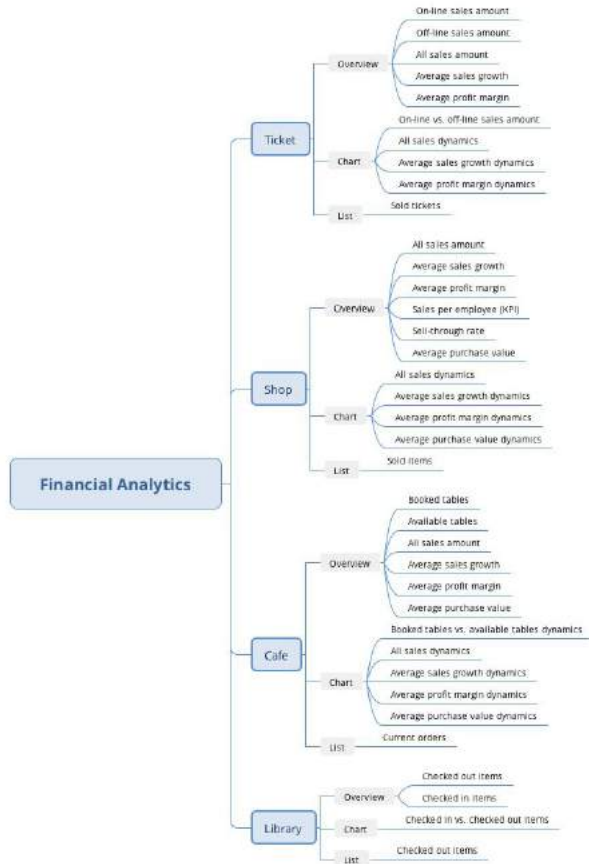 Financial Analytics
Ticket
Overview
On-line sales amount
Off-line sales amount
All sales amount
Average sales growth
Average profit margin
Chart
On-line vs. off-line sales amount
All sales dynamics
Average sales growth dynamics
Average profit margin dynamics
List
Sold tickets
Shop
Overview
All sales amount
Average sales growth
Average profit margin
Sales per employee (KPI)
Sell-through rate
Average purchase value
Chart
All sales dynamics
Average sales growth dynamics
Average profit margin dynamics
Average purchase value dynamics
List
Sold items
Cafe
Overview
Booked tables
Available tables
All sales amount
Average sales growth
Average profit margin
Average purchase value
Chart
Booked tables vs. available tables dynamics
All sales dynamics
Average sales growth dynamics
Average profit margin dynamics
Average purchase value dynamics
List
Current orders
Library
Overview
Checked out items
Checked in items
Chart
Checked in vs. Checked out items
List
Checked out items